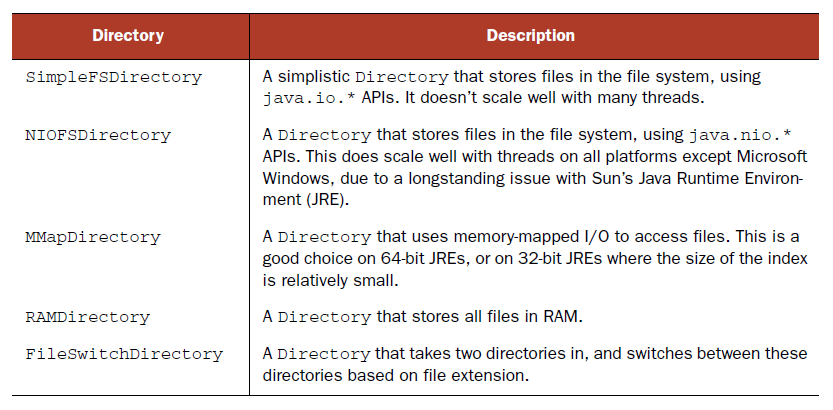 Directory Description
SimpleFSDirectory A simplistic Directory that stores files in the file system, using
java.io.* APIs. It doesn't scale well with many threads.
NIOFSDirectory A Directory that stores files in the file system, using java.nio.*
APIs. This does scale well with threads on all platforms except Microsoft
Windows, due to a longstanding issue with Sun's Java Runtime Environ-
ment (JRE).
MMapDirectory A Directory that uses memory-mapped I/O to access files. This is a
good choice on 64-bit JREs, or on 32-bit JREs where the size of the index
is relatively small.
RAMDirectory A Directory that stores all files in RAM.
FileSwitchDirectory A Directory that takes two directories in, and switches between these
directories based on file extension.